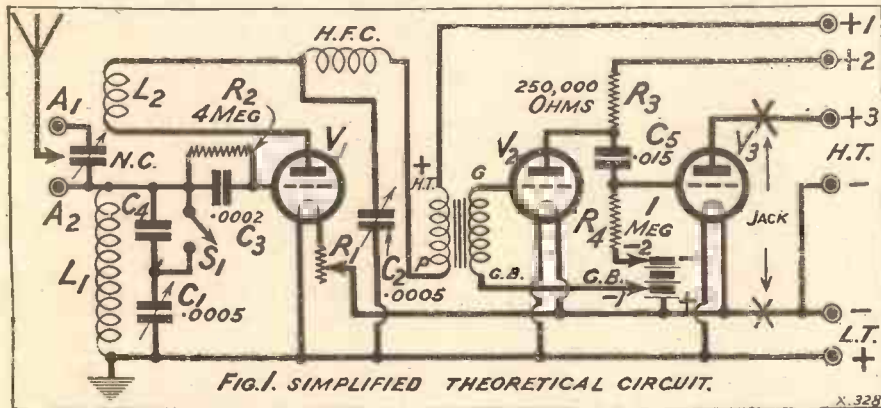 H.F.C.
+1
+2
L2
R2
4 MEG
250,000
OHMS
R3
A1
V1
+3
N.C.
V2
C5
.015
V3
H.T.
+
H.T.
G
-
A2
C4
.0002
C3
R1
R4
1
MEG
JACK
-2
-
L1
S1
C2
.0005
P
G.B.
G.B.
-1
+
C1
.0005
-
L.T.
+
FIG.1. SIMPLIFIED THEORETICAL CIRCUIT.
X.328